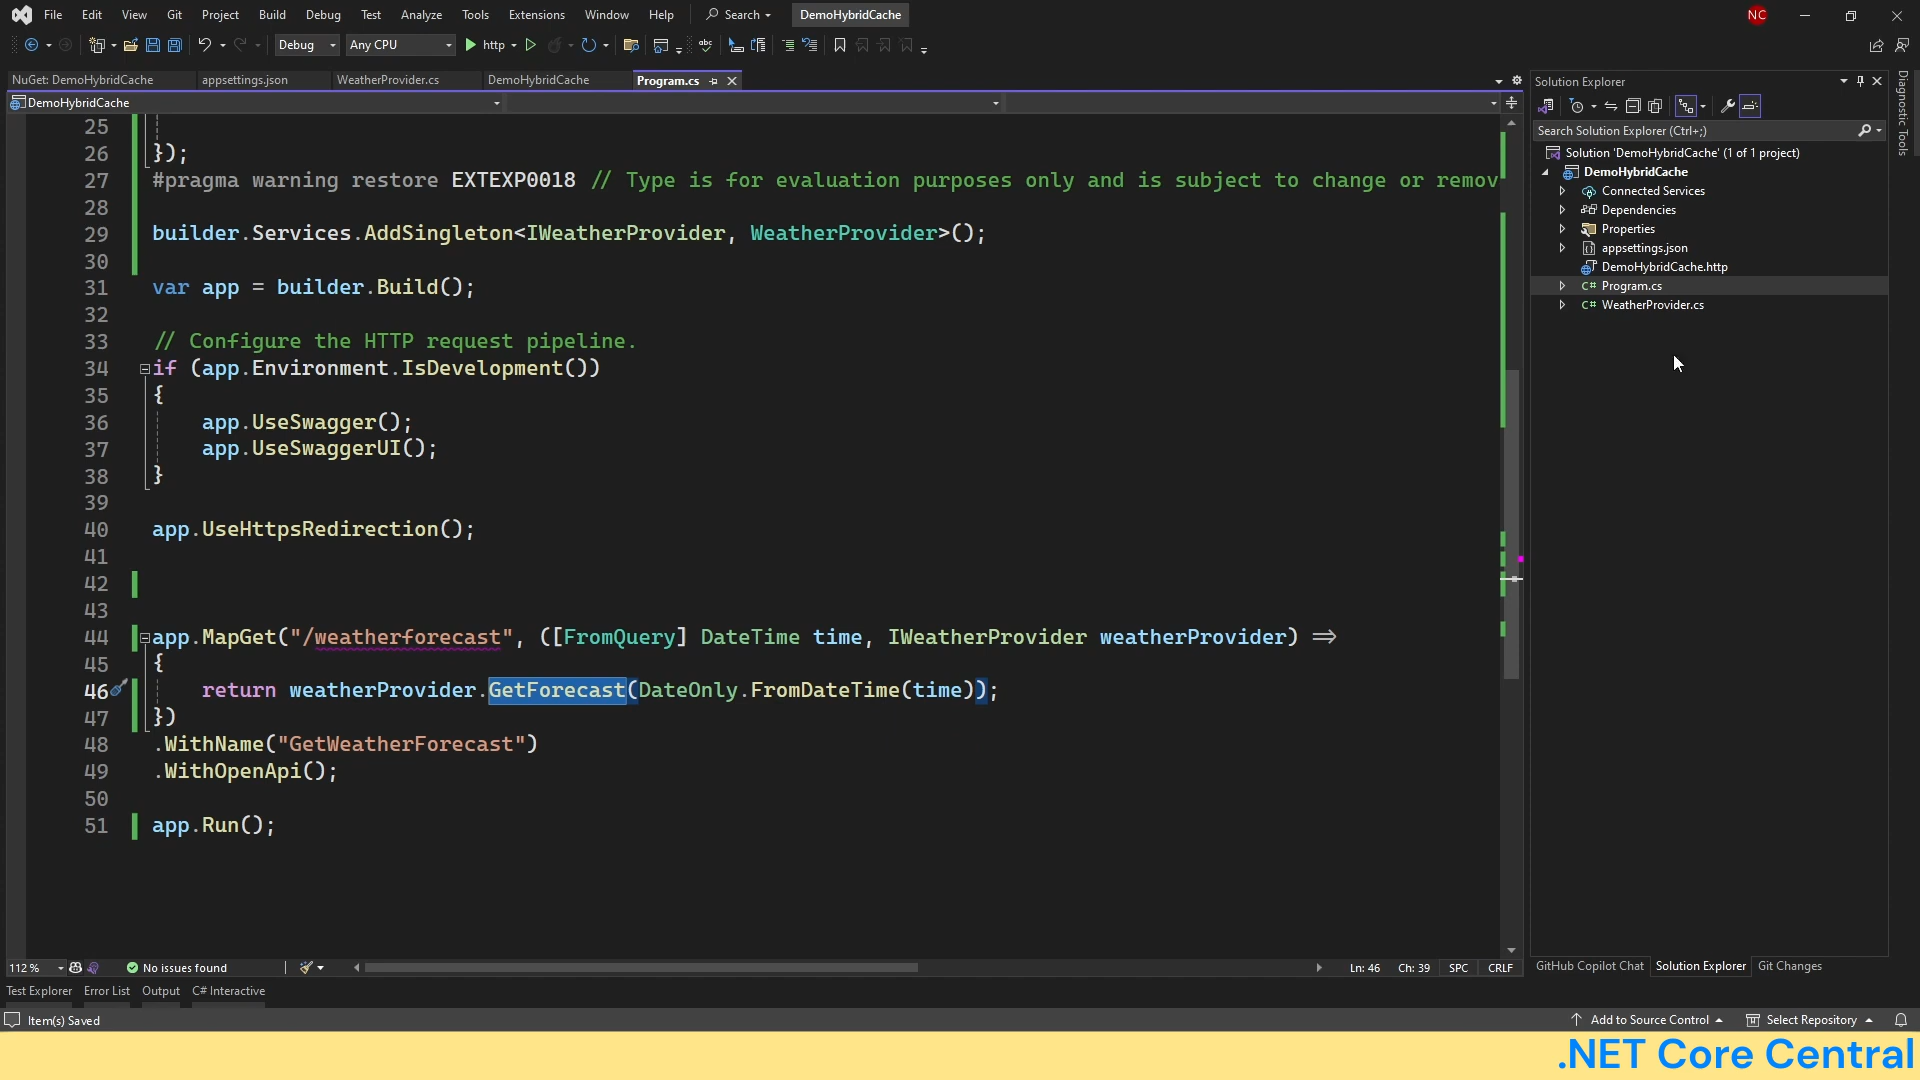 File Edit View Git Project Build Debug Test Analyze Tools Extensions Window Help Search DemoHybridCache NC
Debug Any CPU http
NuGet: DemoHybridCache appsettings.json WeatherProvider.cs DemoHybridCache Program.cs
DemoHybridCache
25
26 });
27 #pragma warning restore EXTEXP0018 // Type is for evaluation purposes only and is subject to change or remov
28
29 builder.Services.AddSingleton<IWeatherProvider, WeatherProvider>();
30
31 var app = builder.Build();
32
33 // Configure the HTTP request pipeline.
34 if (app.Environment.IsDevelopment())
35 {
36 app.UseSwagger();
37 app.UseSwaggerUI();
38 }
39
40 app.UseHttpsRedirection();
41
42
43
44 app.MapGet("/weatherforecast", ([FromQuery] DateTime time, IWeatherProvider weatherProvider) =>
45 {
46 return weatherProvider.GetForecast(DateOnly.FromDateTime(time));
47 })
48 .WithName("GetWeatherForecast")
49 .WithOpenApi();
50
51 app.Run();
112 % No issues found Ln: 46 Ch: 39 SPC CRLF
Test Explorer Error List Output C# Interactive
Item(s) Saved
Solution Explorer
Search Solution Explorer (Ctrl+;)
Solution 'DemoHybridCache' (1 of 1 project)
DemoHybridCache
Connected Services
Dependencies
Properties
appsettings.json
DemoHybridCache.http
C# Program.cs
C# WeatherProvider.cs
GitHub Copilot Chat Solution Explorer Git Changes
Diagnostic Tools
Add to Source Control Select Repository
.NET Core Central